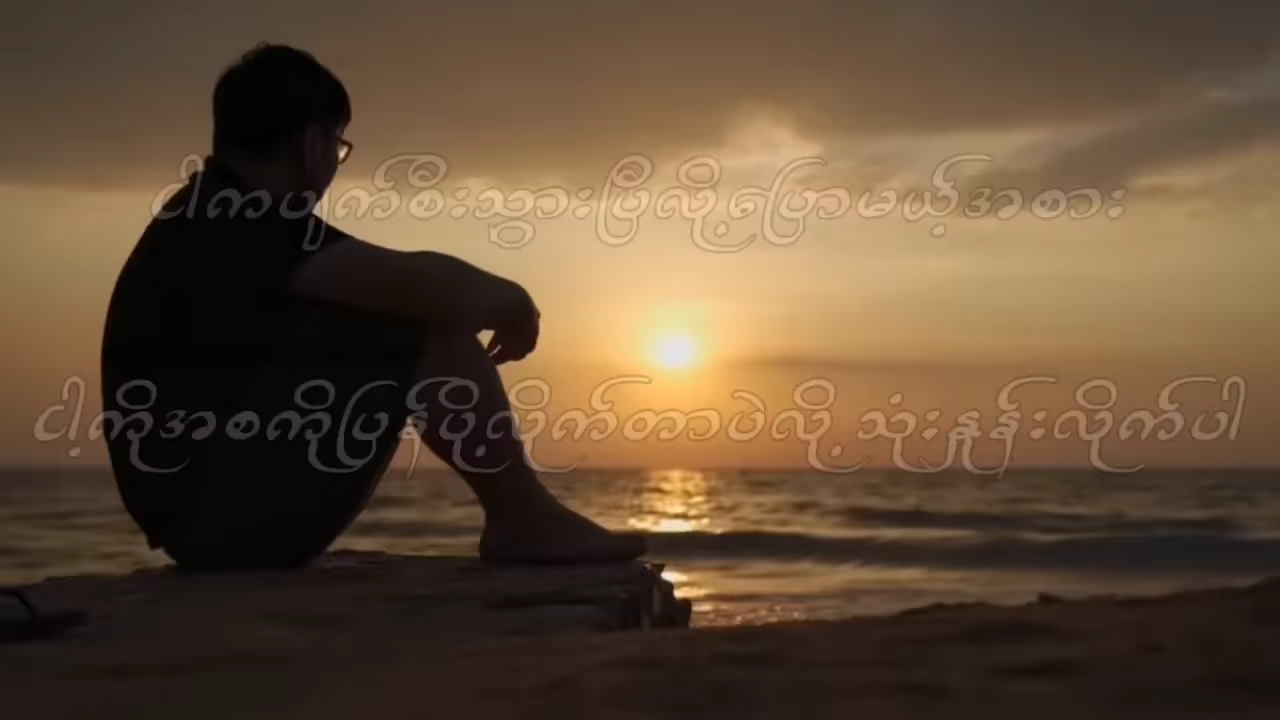 ငါကပျက်စီးသွားပြီလို့ပြောမယ့်အစား
ငါ့ကိုအစကိုပြန်ပို့လိုက်တာပဲလို့ သုံးနှုန်းလိုက်ပါ